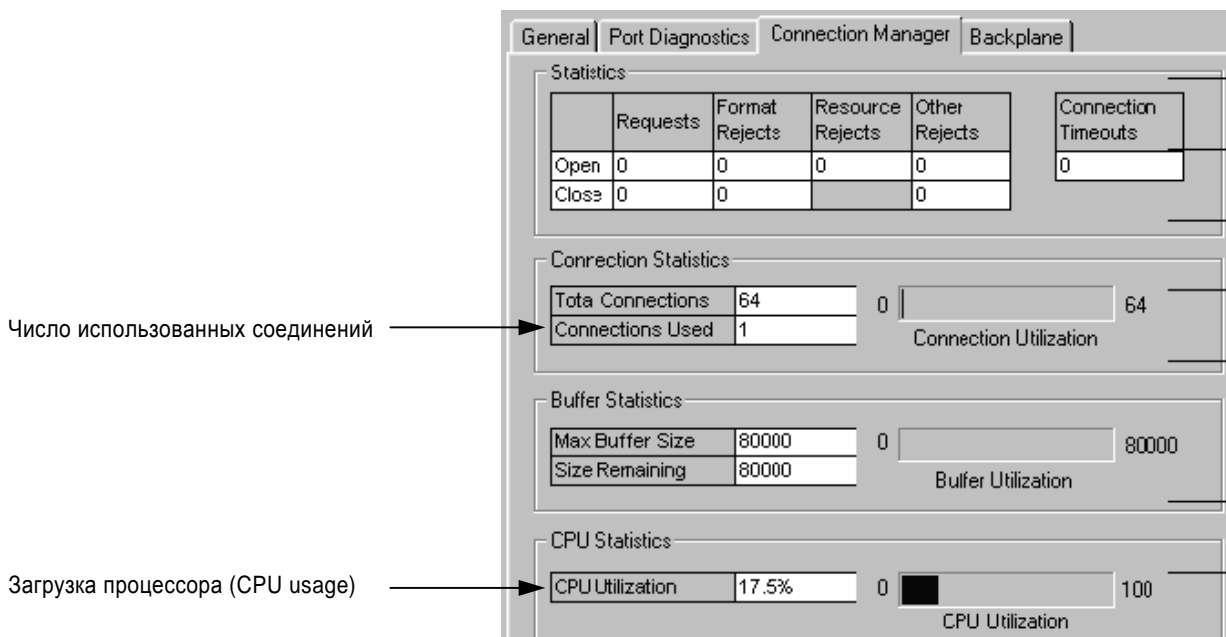 General Port Diagnostics Connection Manager Backplane
Statistics
Requests Format Rejects Resource Rejects Other Rejects Connection Timeouts
Open 0 0 0 0 0
Close 0 0 0
Connection Statistics
Tota Connections 64 0 64
Число использованных соединений Connections Used 1 Connection Utilization
Buffer Statistics
Max Buffer Size 80000 0 80000
Size Remaining 80000 Buffer Utilization
CPU Statistics
Загрузка процессора (CPU usage) CPU Utilization 17.5% 0 100
CPU Utilization